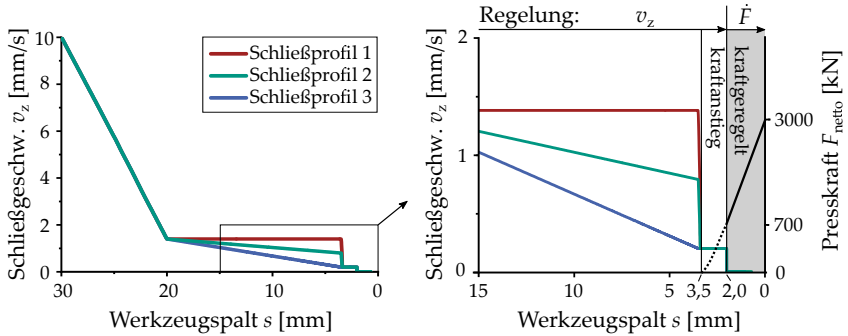 Schließgeschw. v_z [mm/s]
10
8
6
4
2
0
30
20
10
0
Werkzeugspalt s [mm]
Schließprofil 1
Schließprofil 2
Schließprofil 3
Regelung: v_z Ḟ
Schließgeschw. v_z [mm/s]
2
1
0
kraftanstieg
kraftgeregelt
15
10
5
3,5
2,0
0
Werkzeugspalt s [mm]
3000
700
0
Presskraft F_netto [kN]